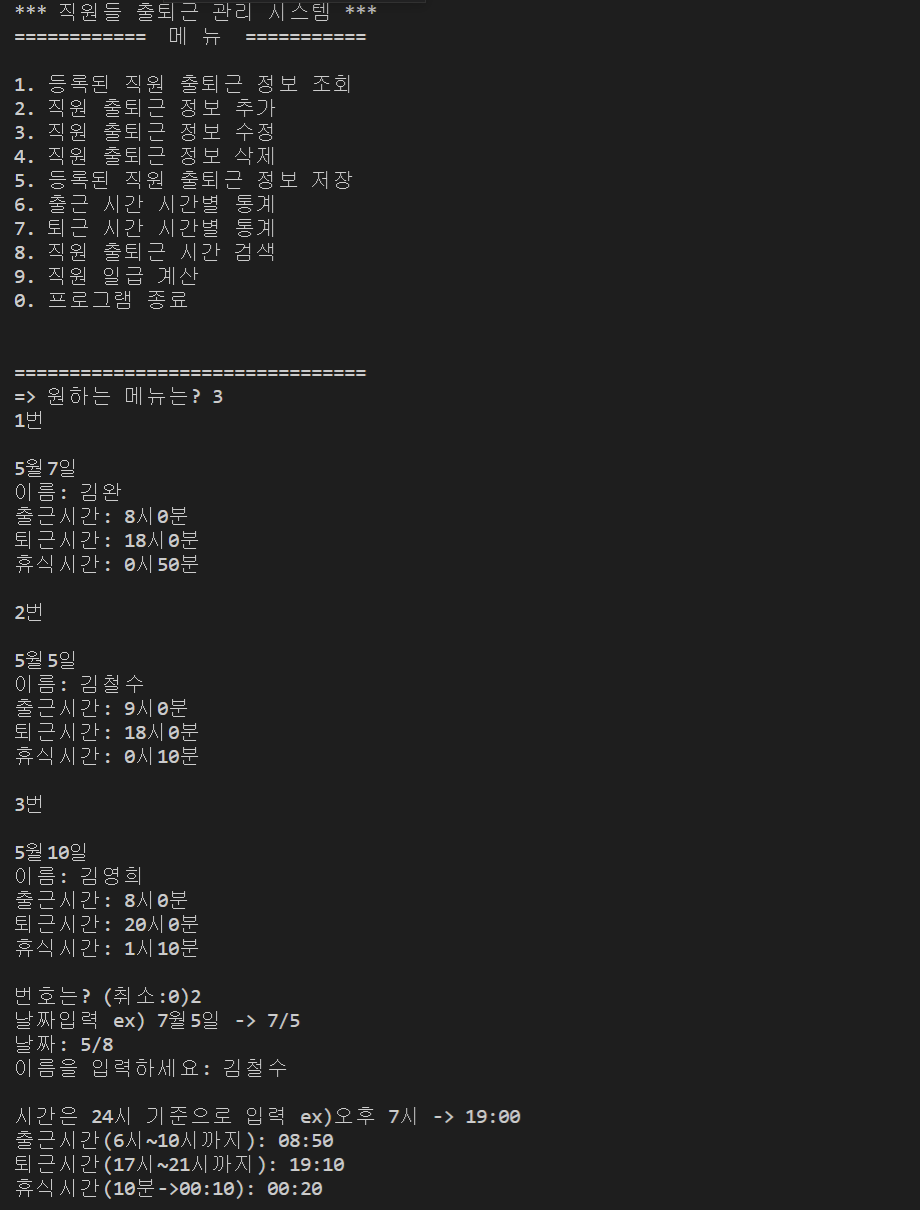 *** 직원들 출퇴근 관리 시스템 ***
============ 메 뉴 ===========
1. 등록된 직원 출퇴근 정보 조회
2. 직원 출퇴근 정보 추가
3. 직원 출퇴근 정보 수정
4. 직원 출퇴근 정보 삭제
5. 등록된 직원 출퇴근 정보 저장
6. 출근 시간 시간별 통계
7. 퇴근 시간 시간별 통계
8. 직원 출퇴근 시간 검색
9. 직원 일급 계산
0. 프로그램 종료
================================
=> 원하는 메뉴는? 3
1번
5월7일
이름: 김완
출근시간: 8시0분
퇴근시간: 18시0분
휴식시간: 0시50분
2번
5월5일
이름: 김철수
출근시간: 9시0분
퇴근시간: 18시0분
휴식시간: 0시10분
3번
5월10일
이름: 김영희
출근시간: 8시0분
퇴근시간: 20시0분
휴식시간: 1시10분
번호는? (취소:0)2
날짜입력 ex) 7월5일 -> 7/5
날짜: 5/8
이름을 입력하세요: 김철수
시간은 24시 기준으로 입력 ex)오후 7시 -> 19:00
출근시간(6시~10시까지): 08:50
퇴근시간(17시~21시까지): 19:10
휴식시간(10분->00:10): 00:20